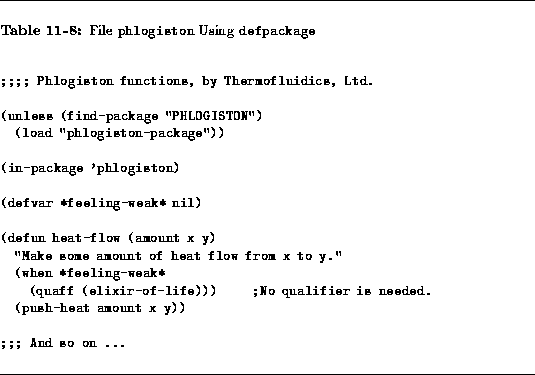 Table 11-8: File phlogiston Using defpackage
;;;; Phlogiston functions, by Thermofluidics, Ltd.
(unless (find-package "PHLOGISTON")
  (load "phlogiston-package"))
(in-package 'phlogiston)
(defvar *feeling-weak* nil)
(defun heat-flow (amount x y)
  "Make some amount of heat flow from x to y."
  (when *feeling-weak*
    (quaff (elixir-of-life)))     ;No qualifier is needed.
  (push-heat amount x y))
;;; And so on ...